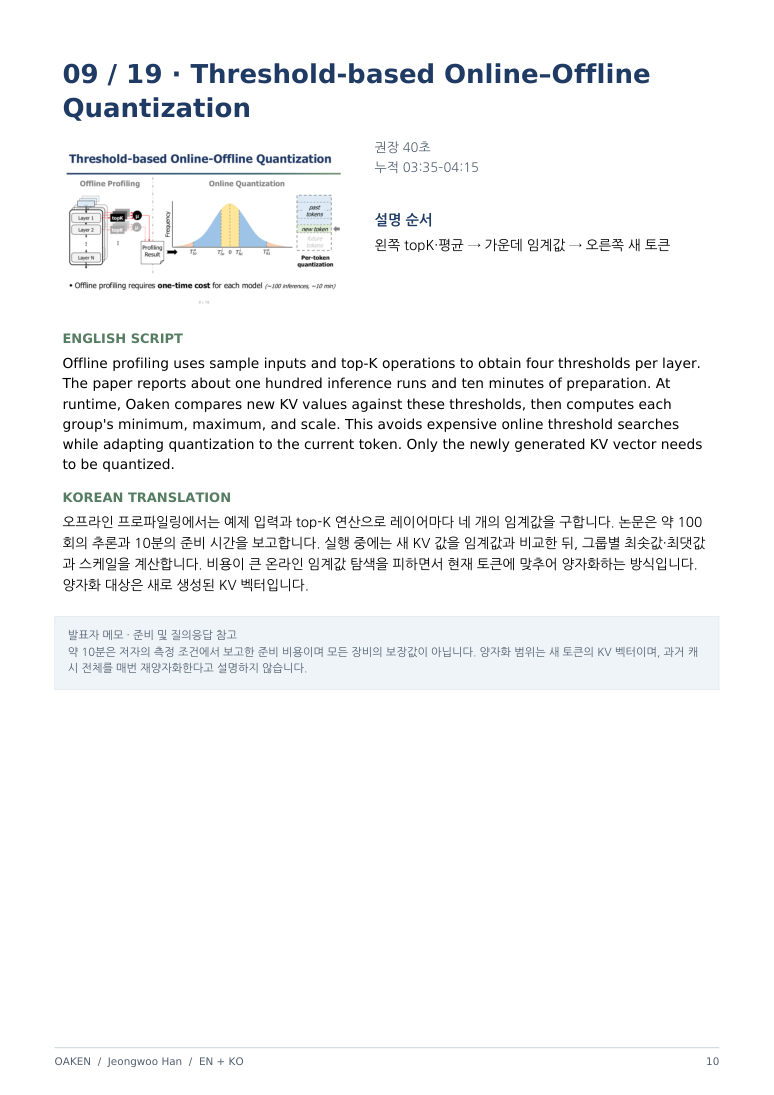 09 / 19 · Threshold-based Online–Offline
Quantization
Threshold-based Online-Offline Quantization
Offline Profiling
Online Quantization
Layer 1
Layer 2
Layer N
topK
μ
topK
μ
Profiling
Result
Frequency
0
past
tokens
new token
future
tokens
Per-token
quantization
• Offline profiling requires one-time cost for each model (~100 inferences, ~10 min)
권장 40초
누적 03:35–04:15
설명 순서
왼쪽 topK·평균 → 가운데 임계값 → 오른쪽 새 토큰
ENGLISH SCRIPT
Offline profiling uses sample inputs and top-K operations to obtain four thresholds per layer.
The paper reports about one hundred inference runs and ten minutes of preparation. At
runtime, Oaken compares new KV values against these thresholds, then computes each
group's minimum, maximum, and scale. This avoids expensive online threshold searches
while adapting quantization to the current token. Only the newly generated KV vector needs
to be quantized.
KOREAN TRANSLATION
오프라인 프로파일링에서는 예제 입력과 top-K 연산으로 레이어마다 네 개의 임계값을 구합니다. 논문은 약 100
회의 추론과 10분의 준비 시간을 보고합니다. 실행 중에는 새 KV 값을 임계값과 비교한 뒤, 그룹별 최솟값·최댓값
과 스케일을 계산합니다. 비용이 큰 온라인 임계값 탐색을 피하면서 현재 토큰에 맞추어 양자화하는 방식입니다.
양자화 대상은 새로 생성된 KV 벡터입니다.
발표자 메모 · 준비 및 질의응답 참고
약 10분은 저자의 측정 조건에서 보고한 준비 비용이며 모든 장비의 보장값이 아닙니다. 양자화 범위는 새 토큰의 KV 벡터이며, 과거 캐
시 전체를 매번 재양자화한다고 설명하지 않습니다.
OAKEN / Jeongwoo Han / EN + KO
10